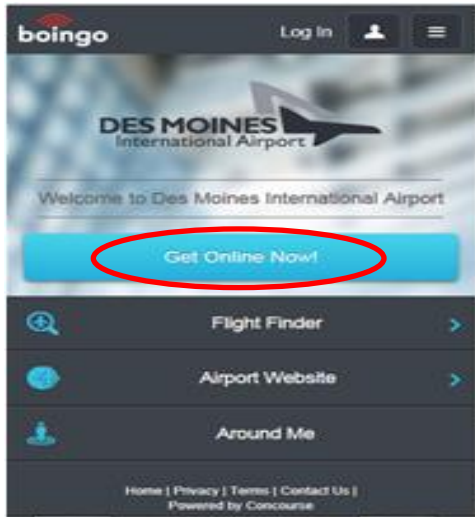 boingo Log In
DES MOINES
International Airport
Welcome to Des Moines International Airport
Get Online Now!
Flight Finder
Airport Website
Around Me
Home | Privacy | Terms | Contact Us |
Powered by Concourse